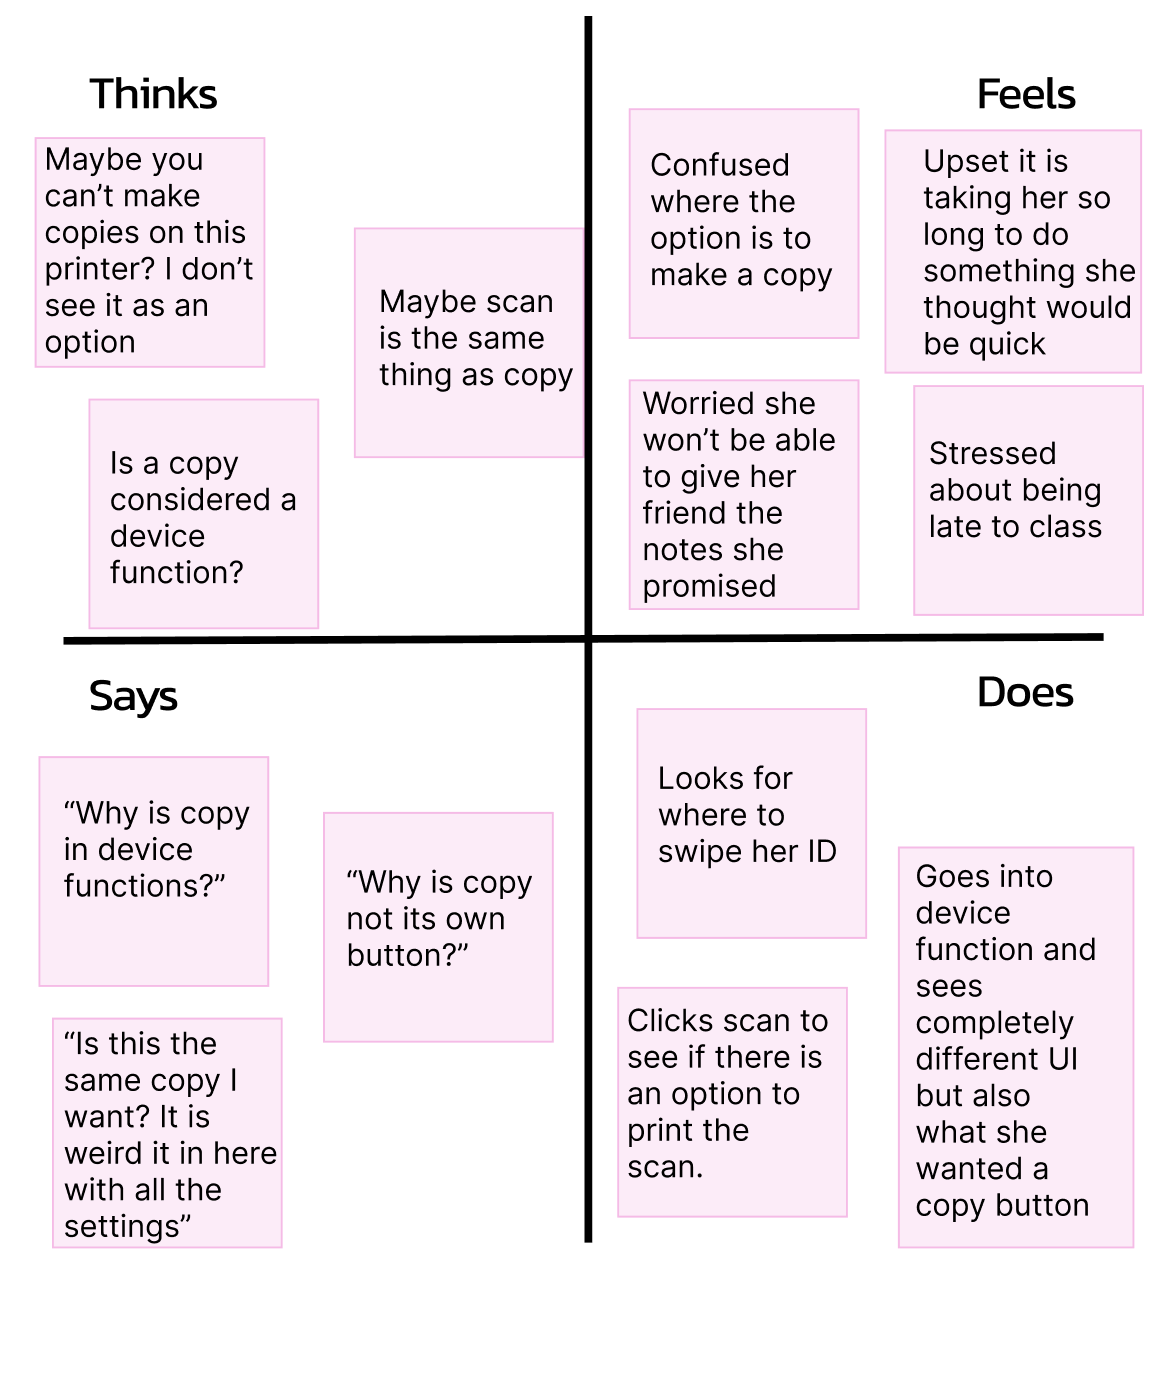 Thinks
Maybe you
can’t make
copies on this
printer? I don’t
see it as an
option
Maybe scan
is the same
thing as copy
Is a copy
considered a
device
function?
Feels
Confused
where the
option is to
make a copy
Upset it is
taking her so
long to do
something she
thought would
be quick
Worried she
won’t be able
to give her
friend the
notes she
promised
Stressed
about being
late to class
Says
“Why is copy
in device
functions?”
“Why is copy
not its own
button?”
“Is this the
same copy I
want? It is
weird it in here
with all the
settings”
Does
Looks for
where to
swipe her ID
Goes into
device
function and
sees
completely
different UI
but also
what she
wanted a
copy button
Clicks scan to
see if there is
an option to
print the
scan.